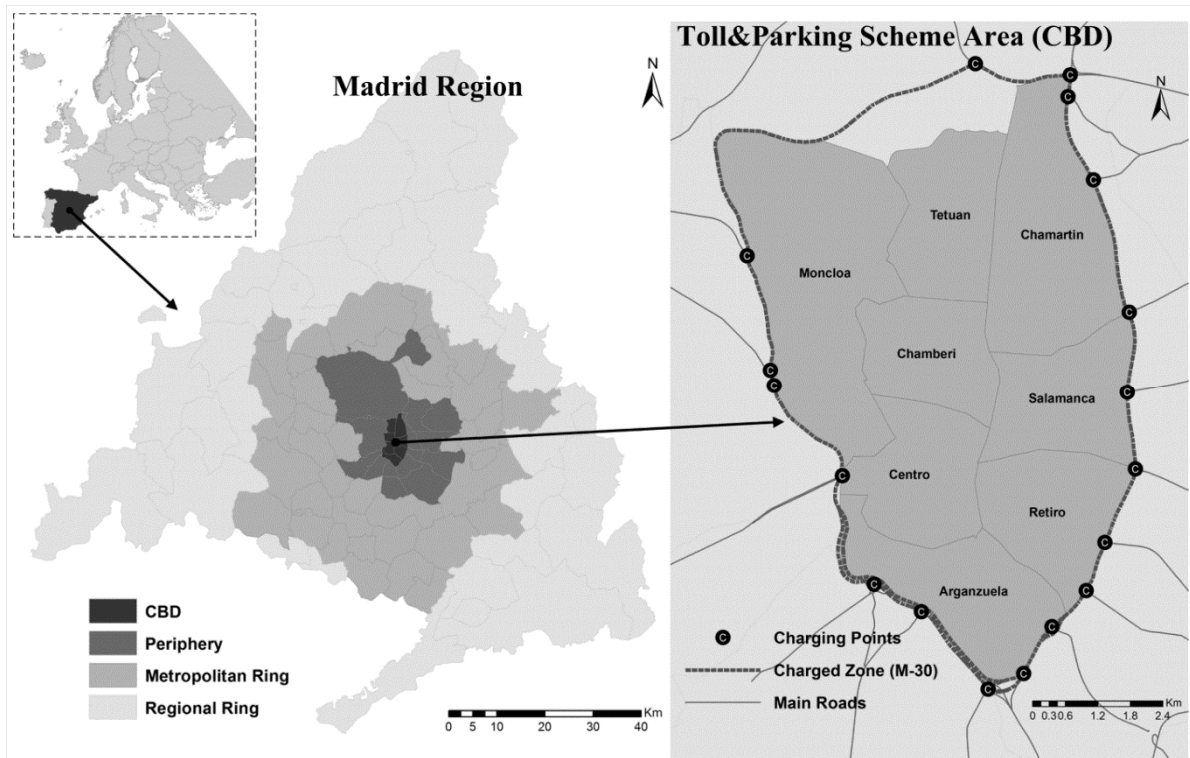 Madrid Region
N
CBD
Periphery
Metropolitan Ring
Regional Ring
Km
0 5 10 20 30 40
Toll&Parking Scheme Area (CBD)
N
C
C
C
C
Tetuan
Chamartin
C
Moncloa
C
Chamberi
C
C
C
Salamanca
C
C
Centro
Retiro
C
C
C
Arganzuela
C
C
C
C
C Charging Points
Charged Zone (M-30)
Main Roads
Km
0 0.30.6 1.2 1.8 2.4